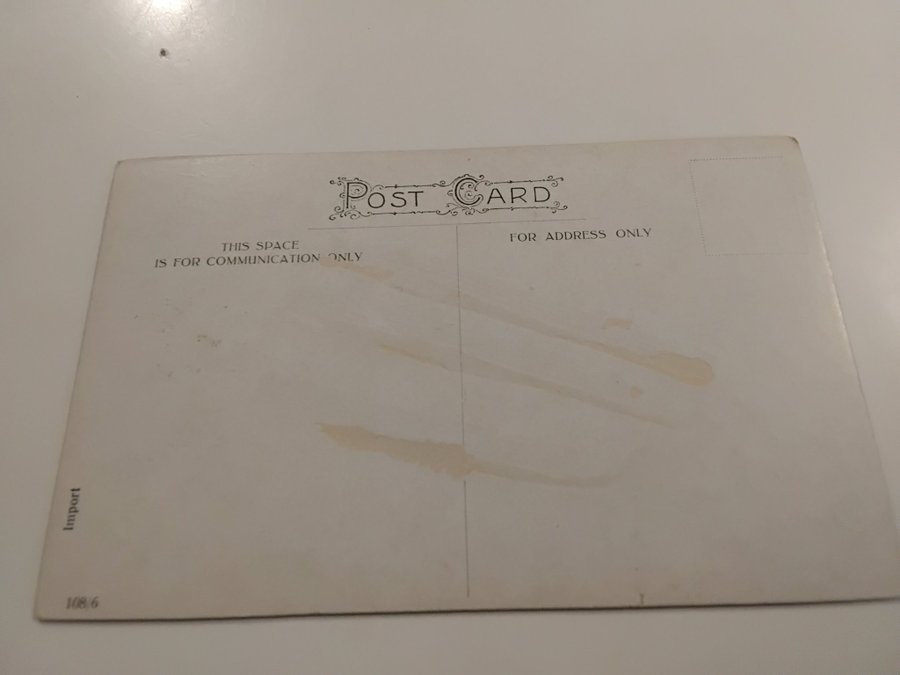 POST CARD
THIS SPACE
IS FOR COMMUNICATION ONLY
FOR ADDRESS ONLY
Import
108/6